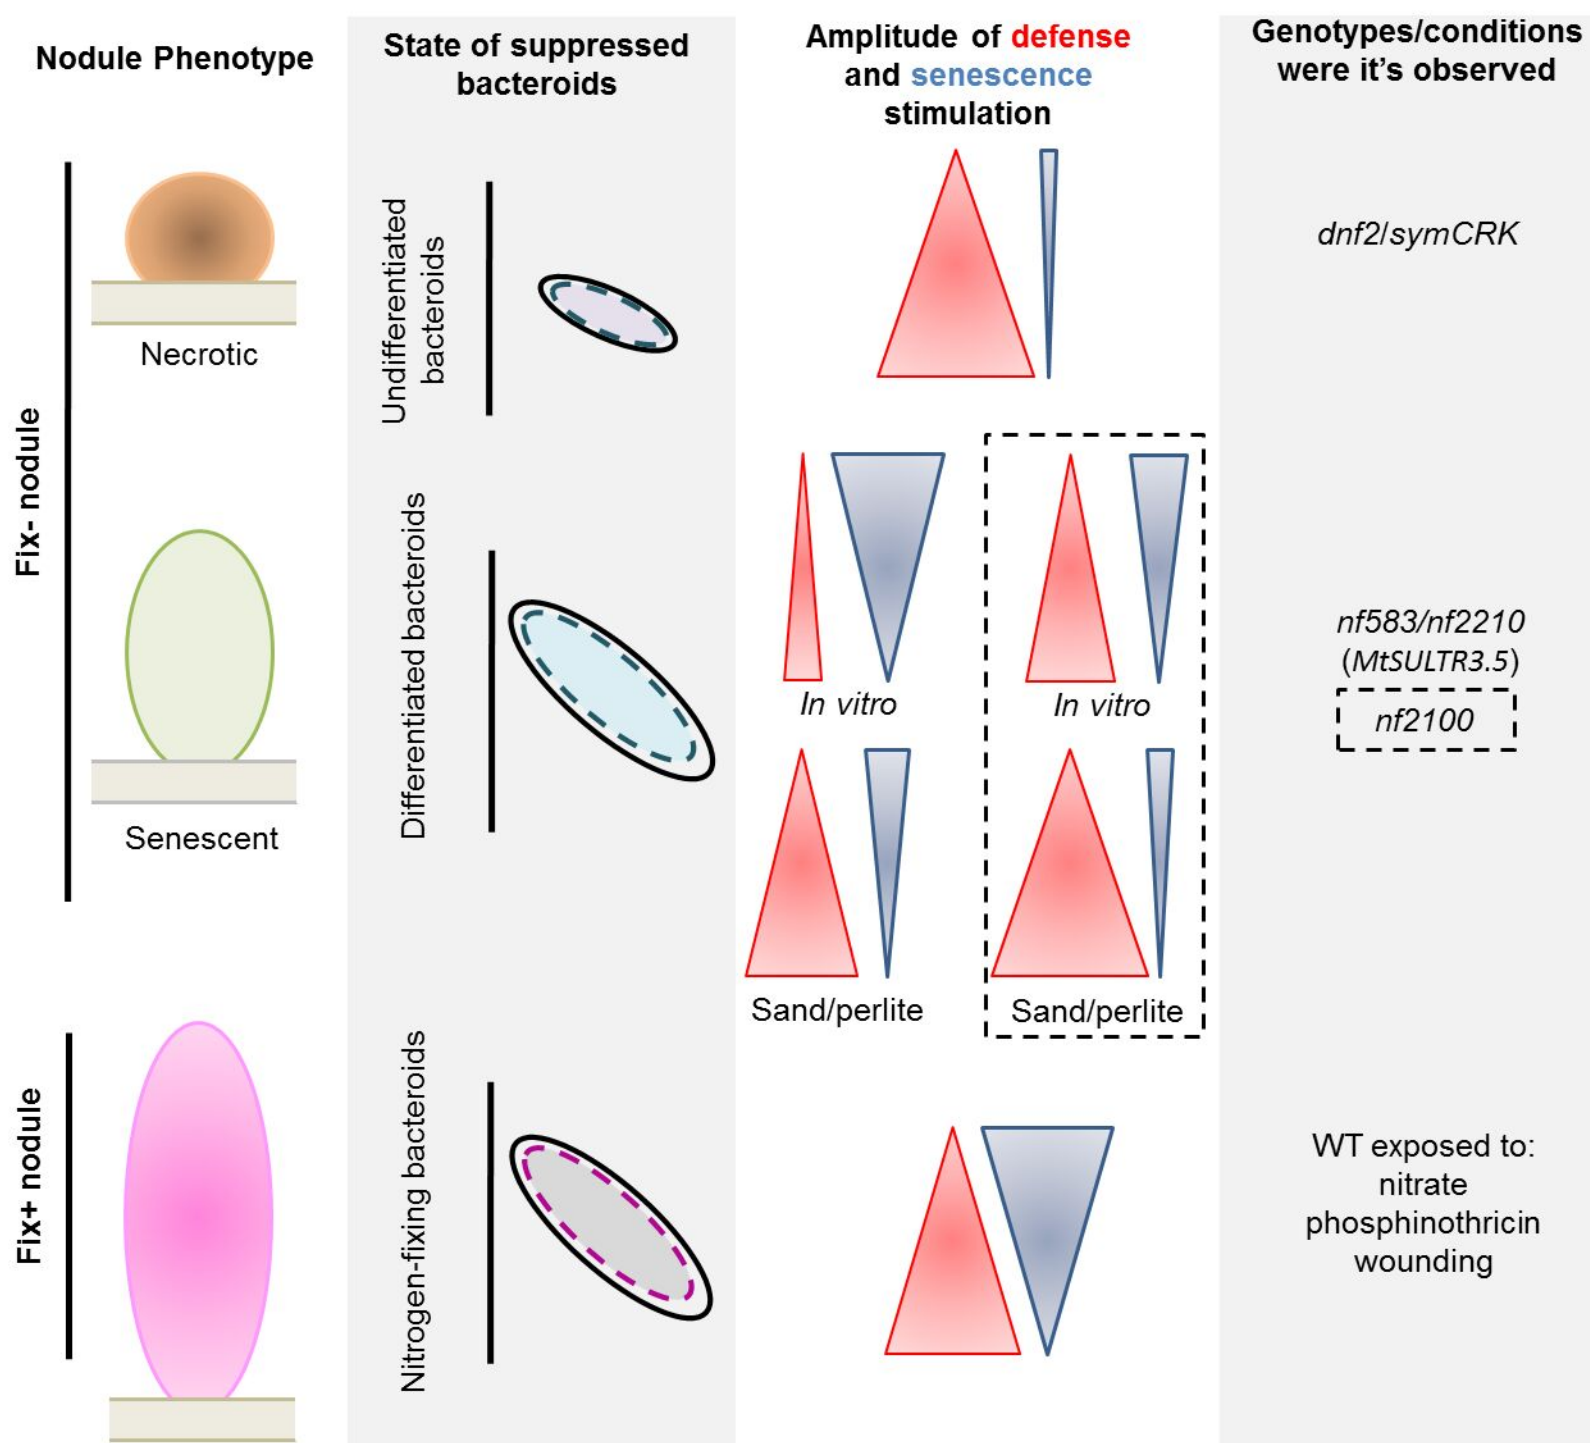 Nodule Phenotype
State of suppressed
bacteroids
Amplitude of defense
and senescence
stimulation
Genotypes/conditions
were it's observed
Fix- nodule
Necrotic
Undifferentiated
bacteroids
dnf2/symCRK
Senescent
Differentiated bacteroids
In vitro
In vitro
Sand/perlite
Sand/perlite
nf583/nf2210
(MtSULTR3.5)
nf2100
Fix+ nodule
Nitrogen-fixing bacteroids
WT exposed to:
nitrate
phosphinothricin
wounding